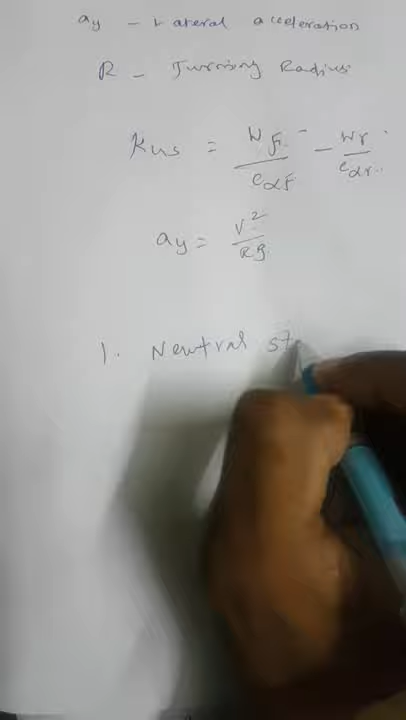 ay - Lateral acceleration
R - Turning Radius
Kus = WF / CαF - Wr / Cαr
ay = V² / Rg
1. Neutral st